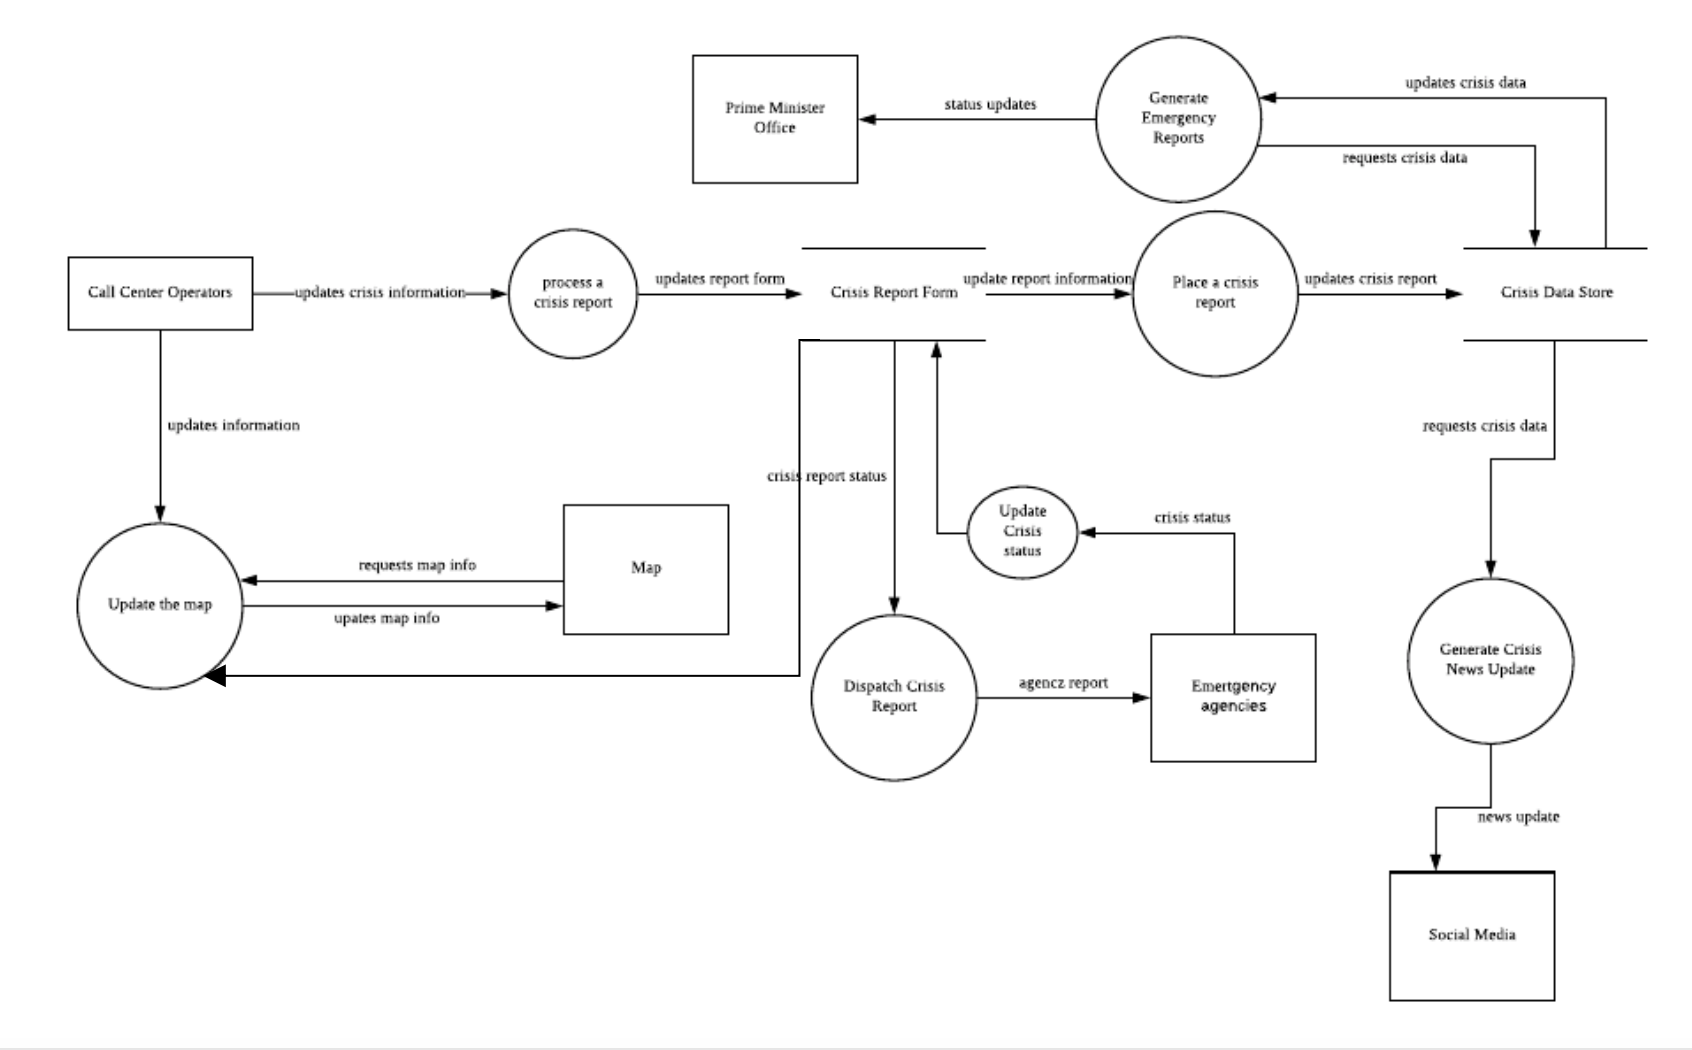 updates crisis data
Prime Minister
Office
status updates
Generate
Emergency
Reports
requests crisis data
Call Center Operators
updates crisis information
process a
crisis report
updates report form
Crisis Report Form
update report information
Place a crisis
report
updates crisis report
Crisis Data Store
updates information
requests crisis data
crisis report status
Update
Crisis
status
crisis status
requests map info
Map
Update the map
upates map info
Generate Crisis
News Update
Dispatch Crisis
Report
agencz report
Emertgency
agencies
news update
Social Media